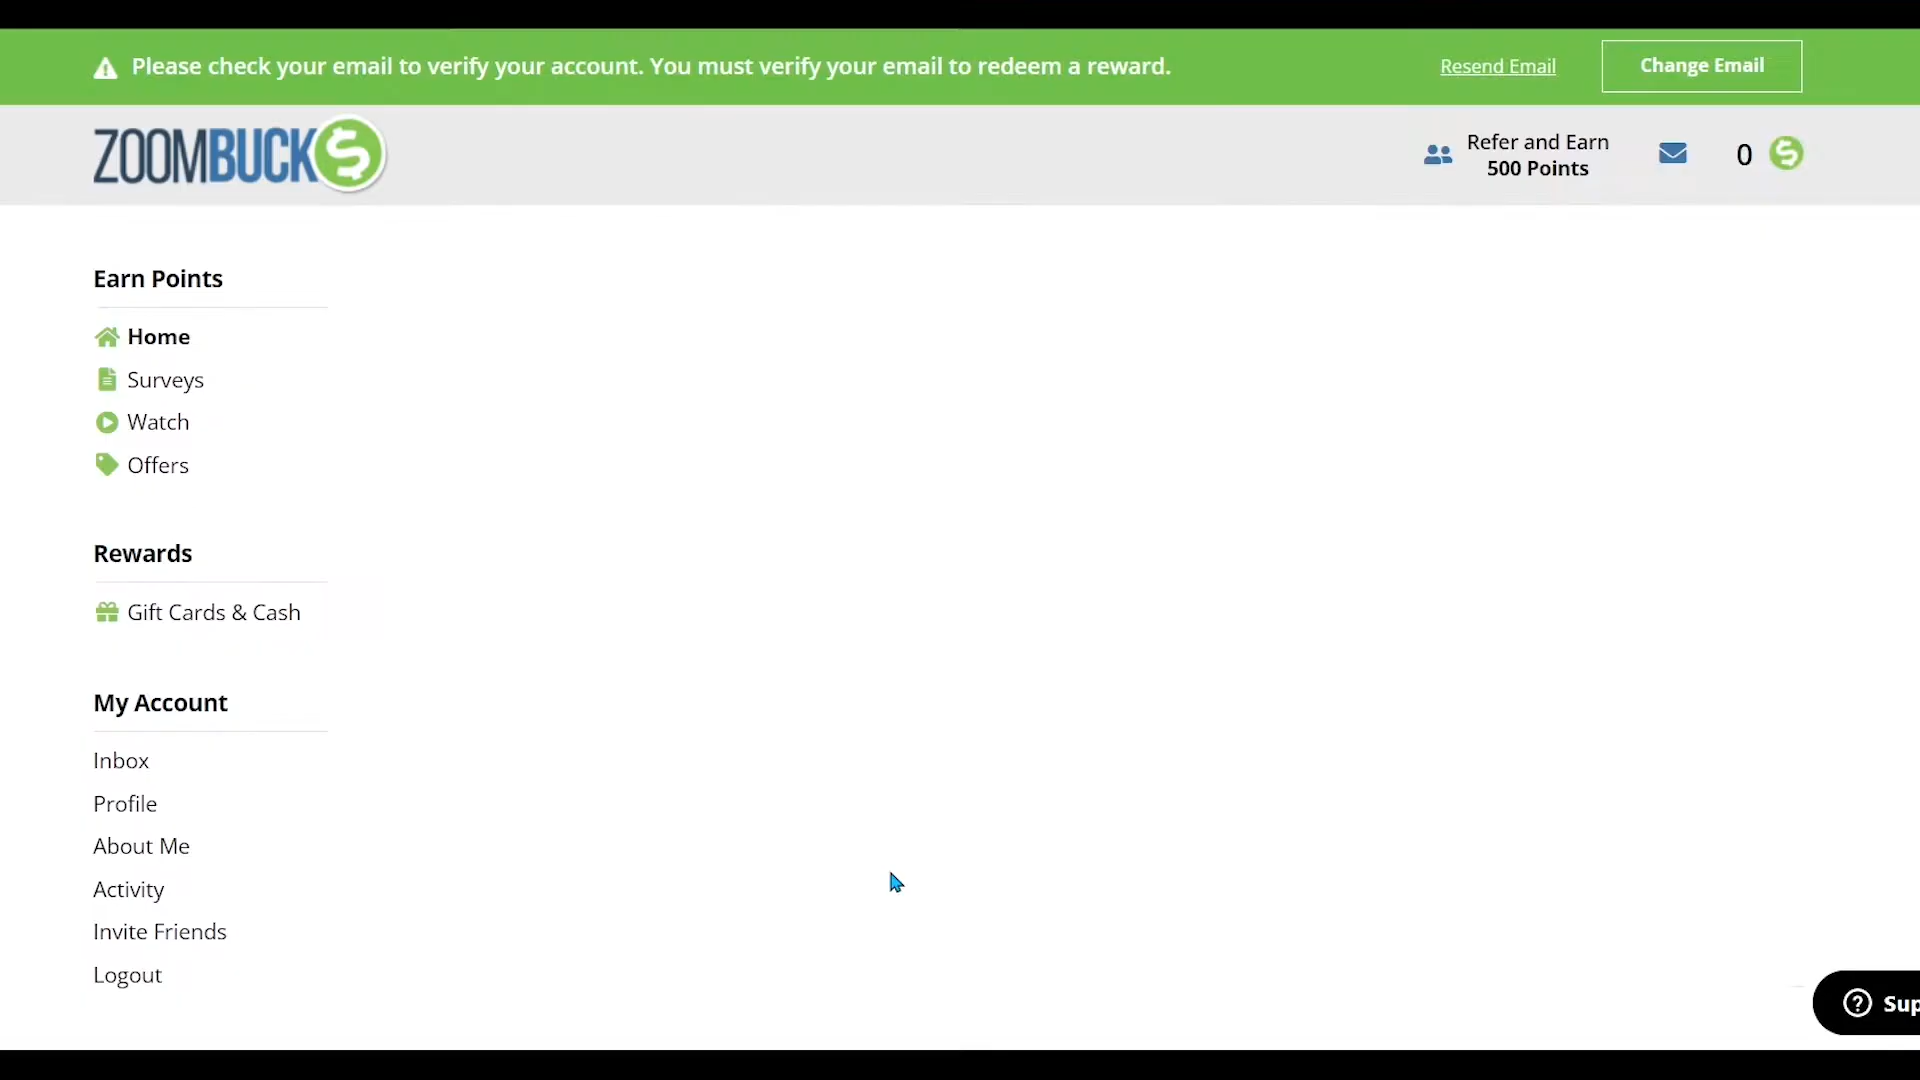 Please check your email to verify your account. You must verify your email to redeem a reward.
Resend Email
Change Email
ZOOMBUCK$
Refer and Earn
500 Points
0
Earn Points
Home
Surveys
Watch
Offers
Rewards
Gift Cards & Cash
My Account
Inbox
Profile
About Me
Activity
Invite Friends
Logout
Sup